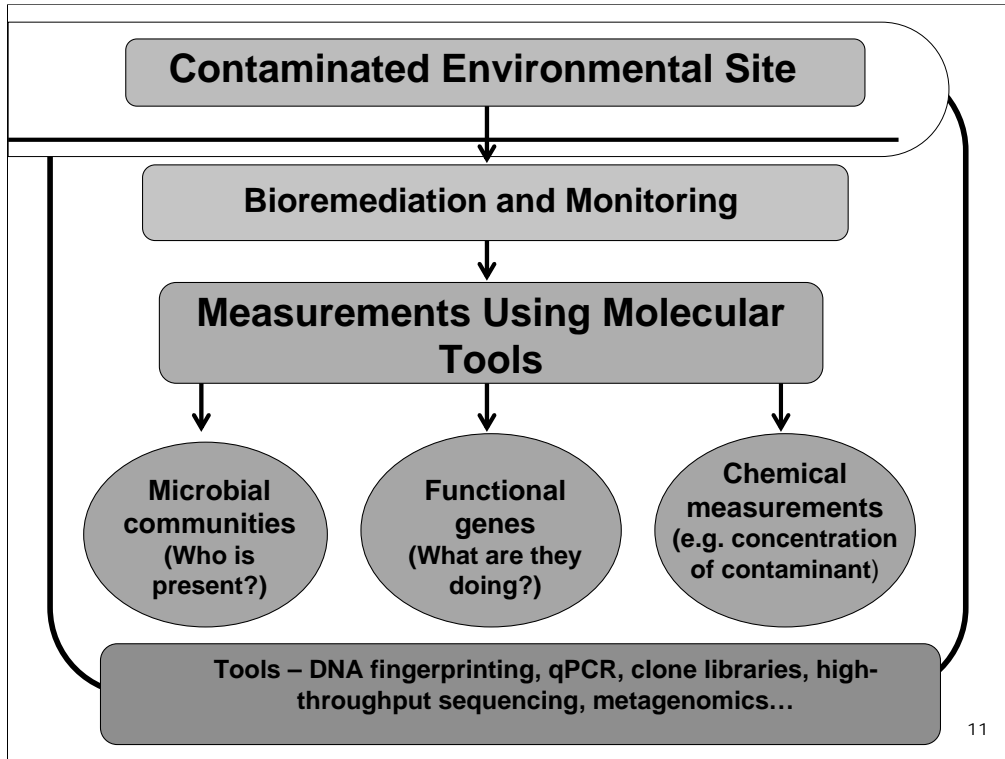 Contaminated Environmental Site
Bioremediation and Monitoring
Measurements Using Molecular
Tools
Microbial
communities
(Who is
present?)
Functional
genes
(What are they
doing?)
Chemical
measurements
(e.g. concentration
of contaminant)
Tools – DNA fingerprinting, qPCR, clone libraries, high-
throughput sequencing, metagenomics…
11